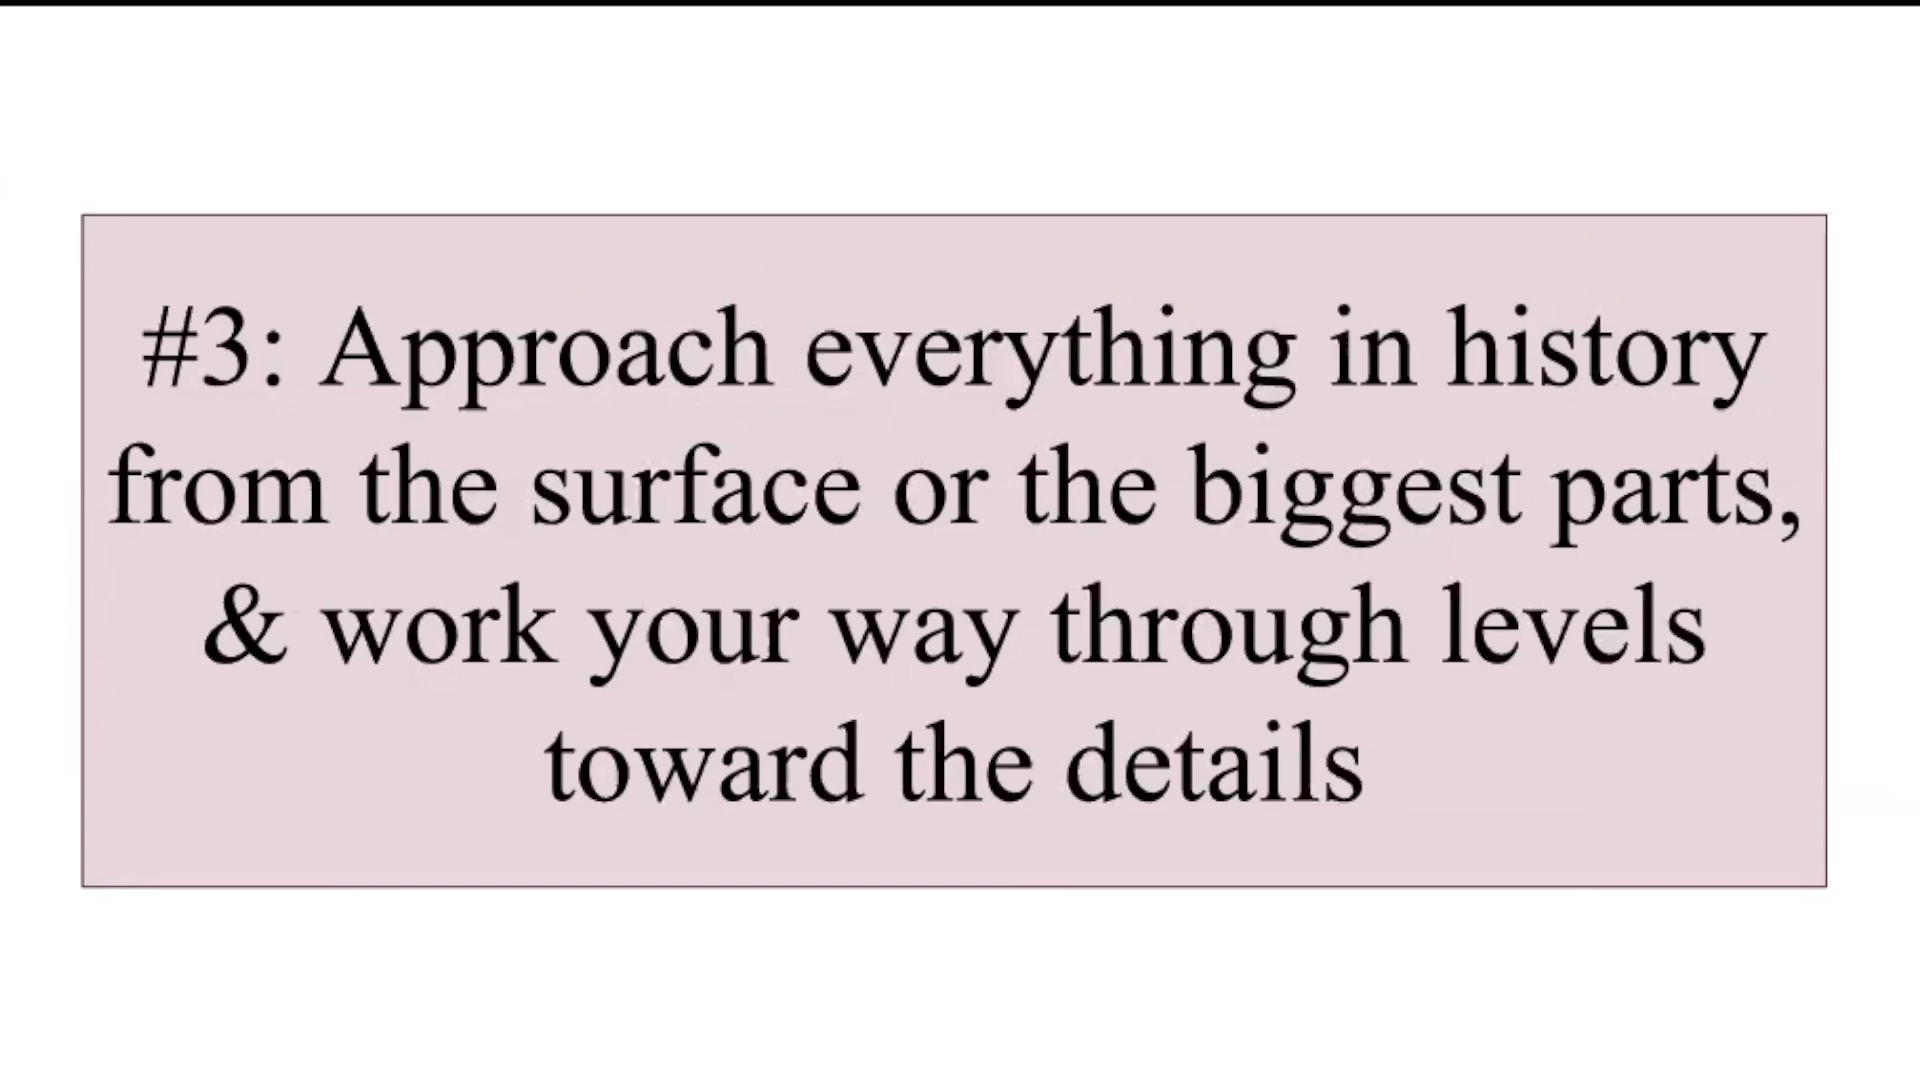 #3: Approach everything in history
from the surface or the biggest parts,
& work your way through levels
toward the details